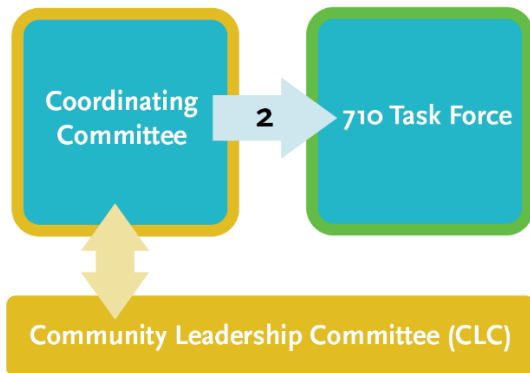 Coordinating
Committee
2
710 Task Force
Community Leadership Committee (CLC)